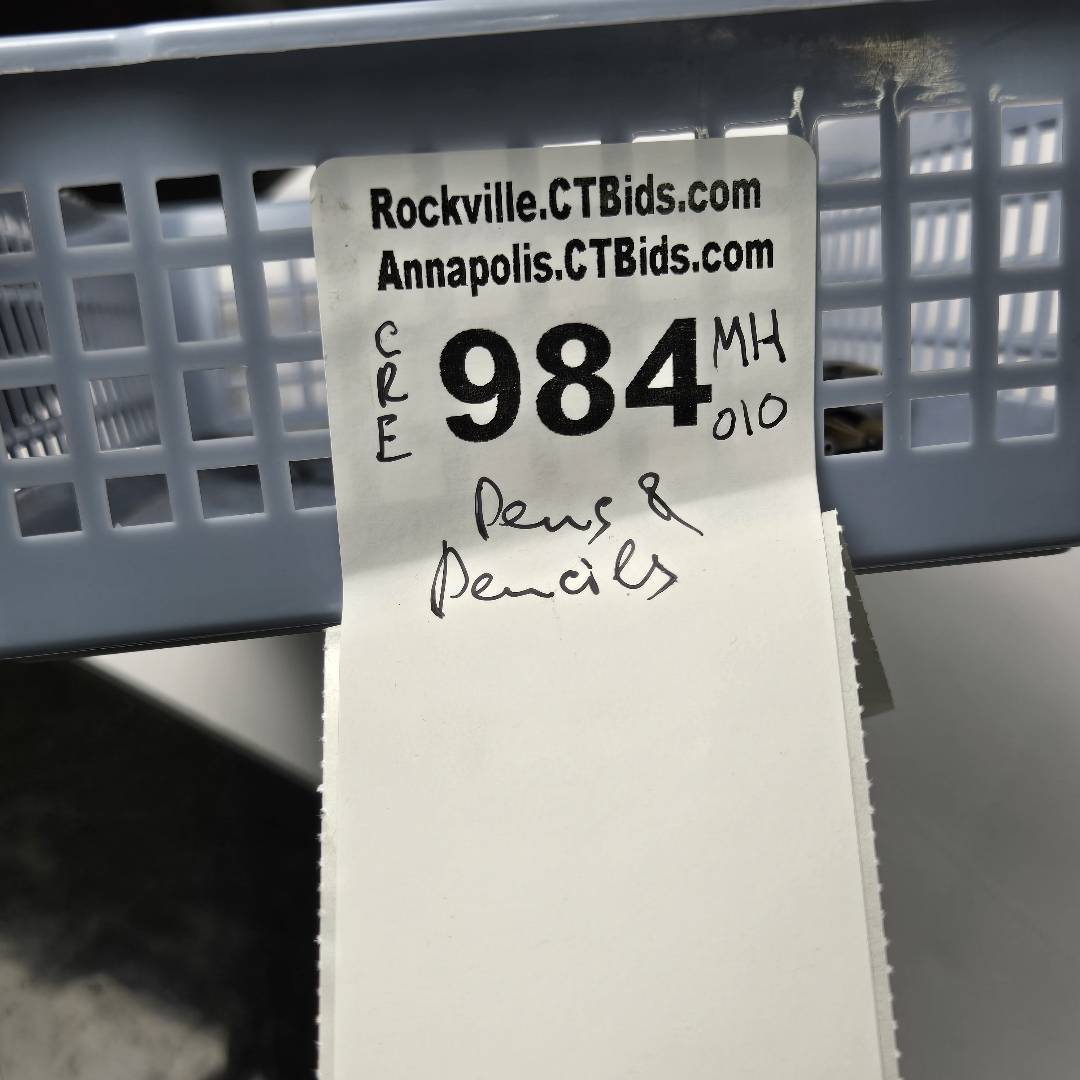 Rockville.CTBids.com
Annapolis.CTBids.com
CRE 984 MH
010
Pens &
Pencils